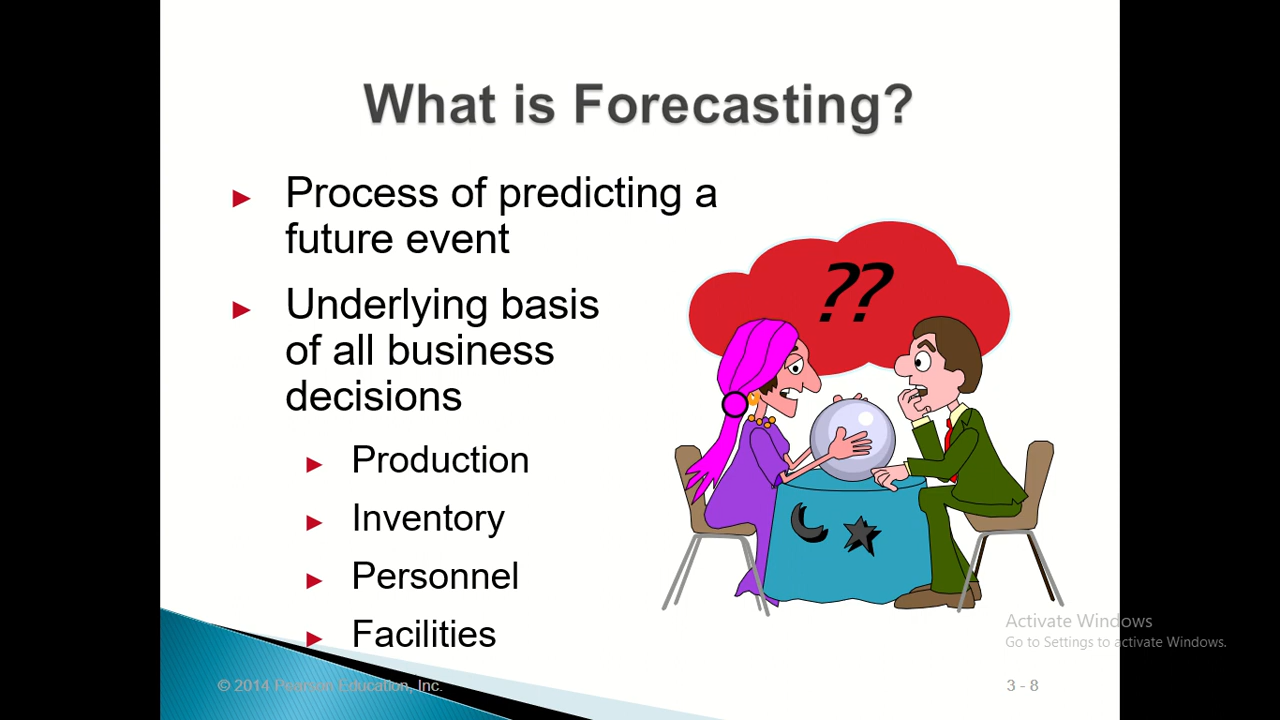 What is Forecasting?
Process of predicting a
future event
Underlying basis
of all business
decisions
Production
Inventory
Personnel
Facilities
??
Activate Windows
Go to Settings to activate Windows.
© 2014 Pearson Education, Inc.
3 - 8